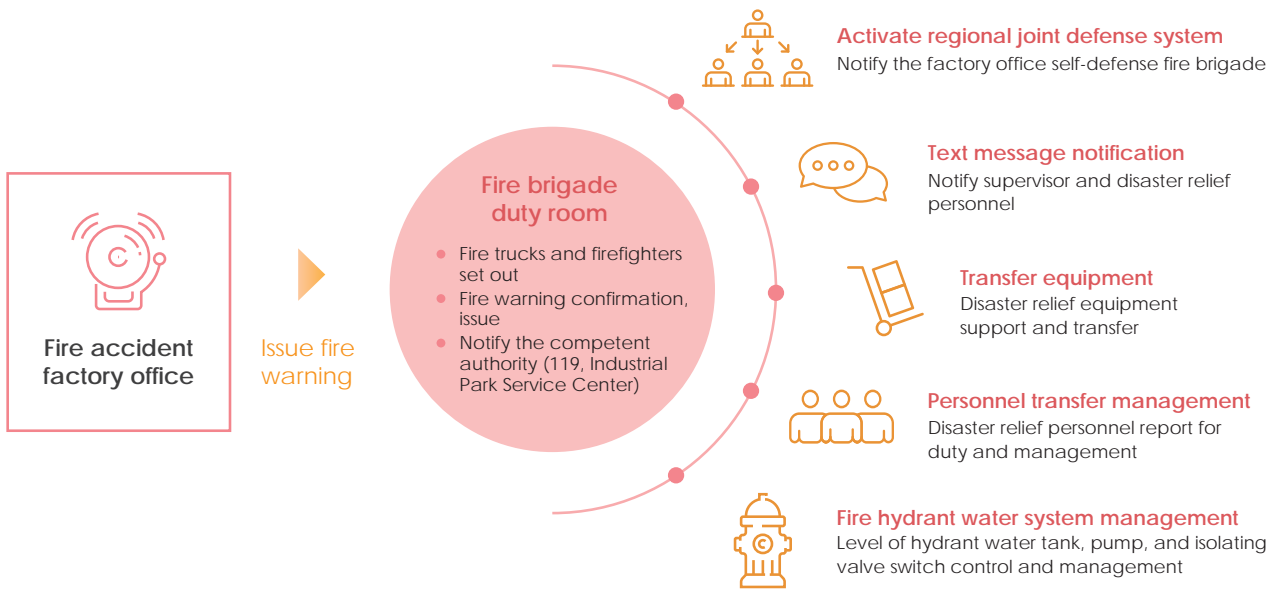 Fire accident
factory office
Issue fire
warning
Fire brigade
duty room
Fire trucks and firefighters
set out
Fire warning confirmation,
issue
Notify the competent
authority (119, Industrial
Park Service Center)
Activate regional joint defense system
Notify the factory office self-defense fire brigade
Text message notification
Notify supervisor and disaster relief
personnel
Transfer equipment
Disaster relief equipment
support and transfer
Personnel transfer management
Disaster relief personnel report for
duty and management
Fire hydrant water system management
Level of hydrant water tank, pump, and isolating
valve switch control and management